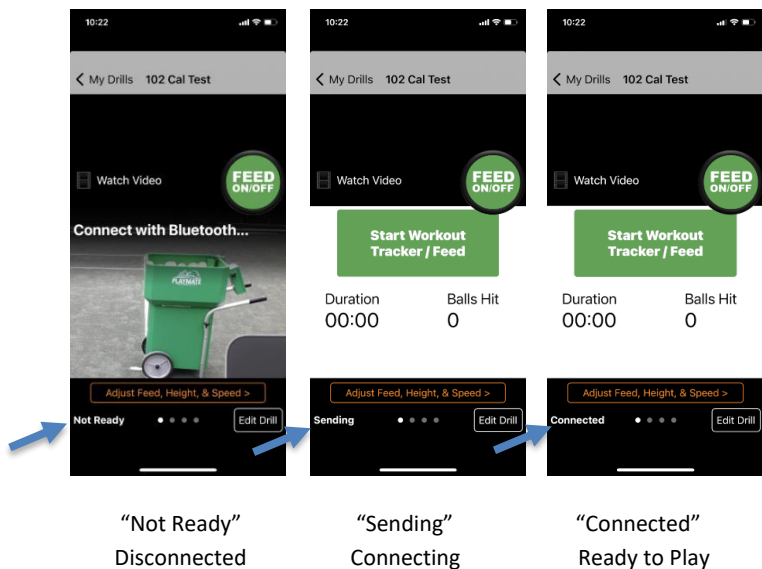 10:22
My Drills 102 Cal Test
Watch Video
FEED
ON/OFF
Connect with Bluetooth...
PLAYMATE
Adjust Feed, Height, & Speed >
Not Ready
Edit Drill
10:22
My Drills 102 Cal Test
Watch Video
FEED
ON/OFF
Start Workout
Tracker / Feed
Duration Balls Hit
00:00 0
Adjust Feed, Height, & Speed >
Sending
Edit Drill
10:22
My Drills 102 Cal Test
Watch Video
FEED
ON/OFF
Start Workout
Tracker / Feed
Duration Balls Hit
00:00 0
Adjust Feed, Height, & Speed >
Connected
Edit Drill
“Not Ready”
Disconnected
“Sending”
Connecting
“Connected”
Ready to Play